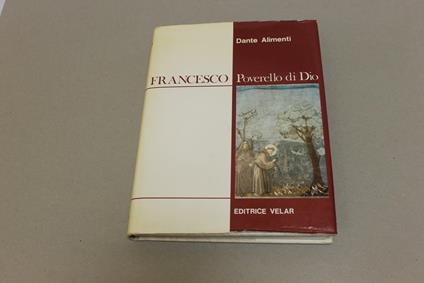 Dante Alimenti
FRANCESCO Poverello di Dio
EDITRICE VELAR